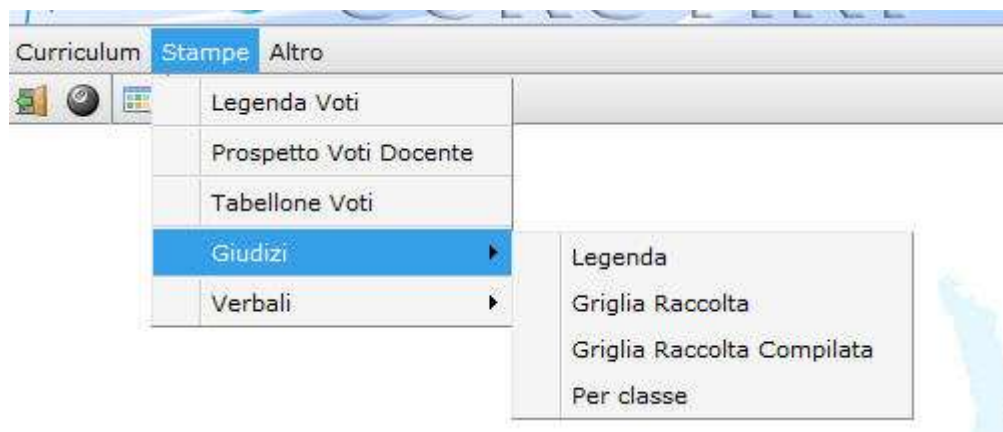 Curriculum Stampe Altro
Legenda Voti
Prospetto Voti Docente
Tabellone Voti
Giudizi
Verbali
Legenda
Griglia Raccolta
Griglia Raccolta Compilata
Per classe